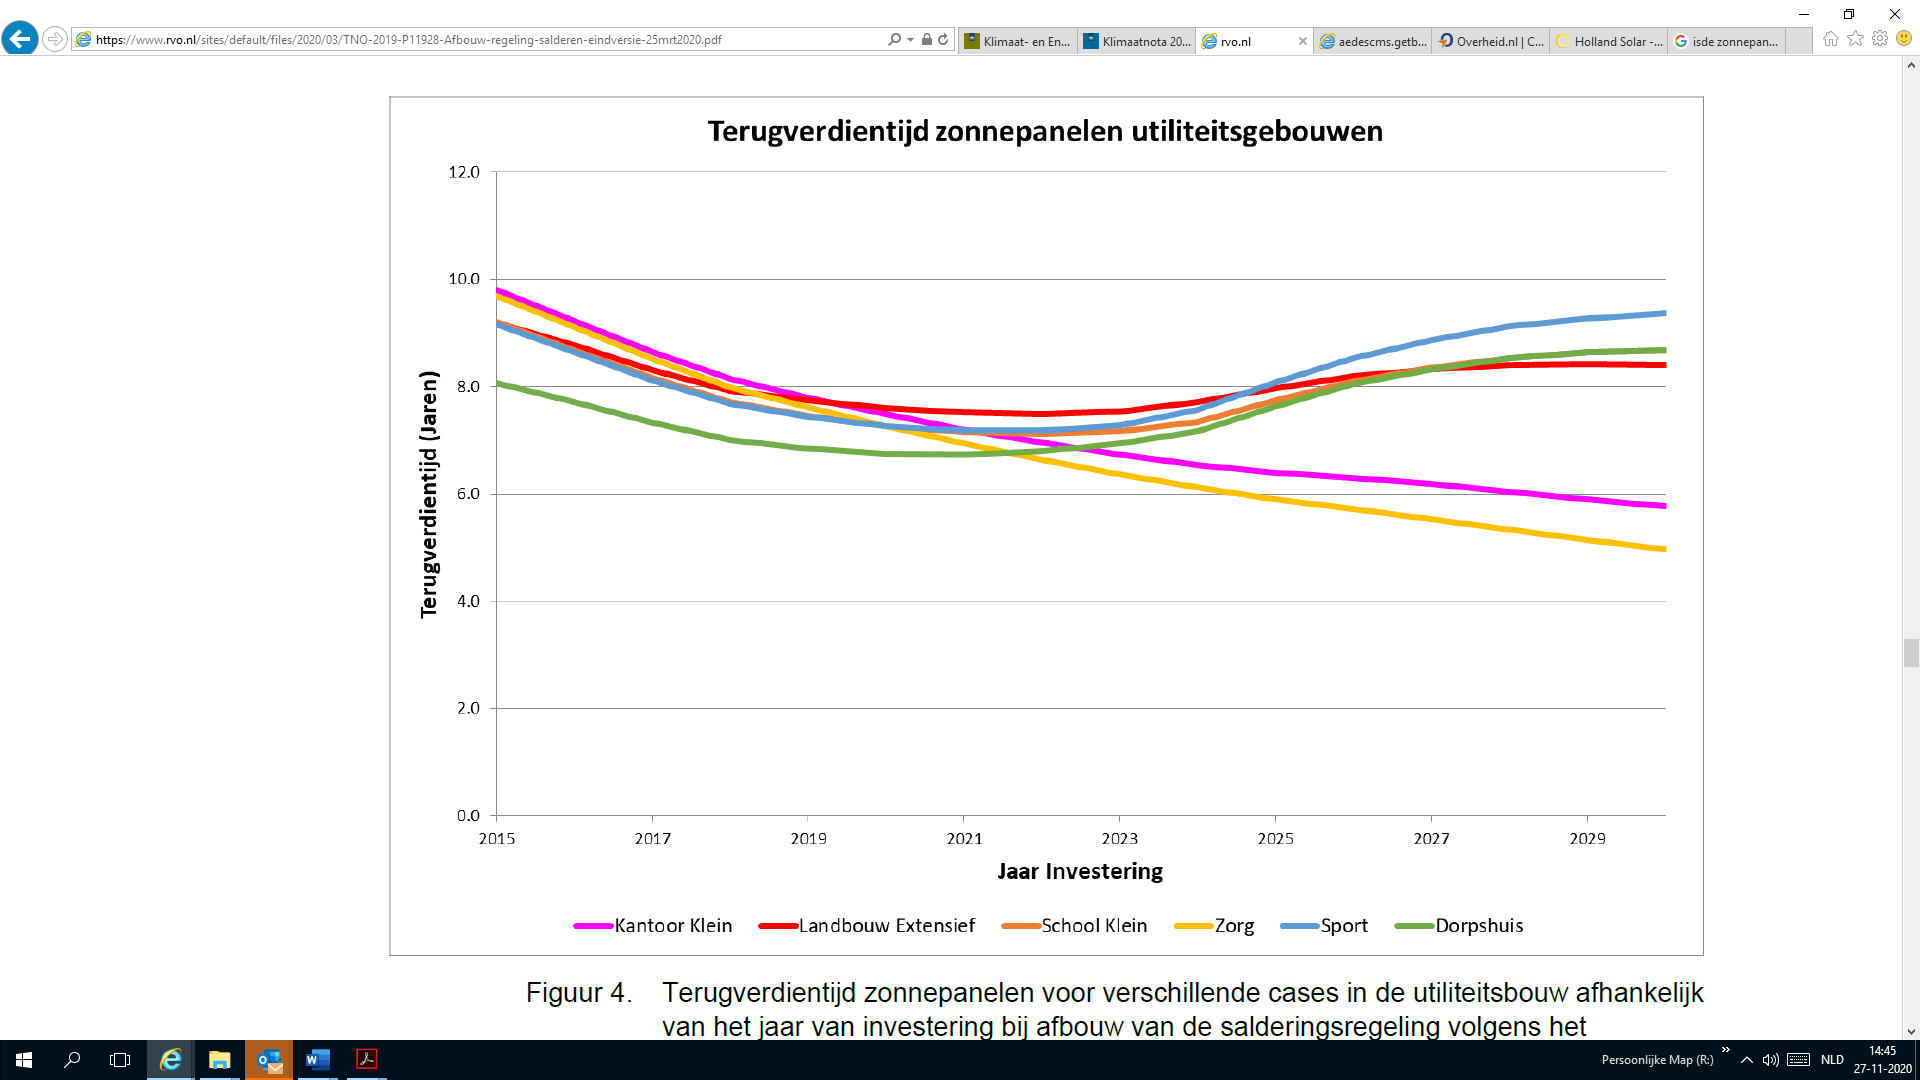 https://www.rvo.nl/sites/default/files/2020/03/TNO-2019-P11928-Afbouw-regeling-salderen-eindversie-25mrt2020.pdf
Klimaat- en En...
Klimaatnota 20...
rvo.nl
aedescms.getb...
Overheid.nl | C...
Holland Solar -...
isde zonnepan...
Terugverdientijd zonnepanelen utiliteitsgebouwen
12.0
10.0
8.0
6.0
4.0
2.0
0.0
Terugverdientijd (Jaren)
2015 2017 2019 2021 2023 2025 2027 2029
Jaar Investering
Kantoor Klein Landbouw Extensief School Klein Zorg Sport Dorpshuis
Figuur 4. Terugverdientijd zonnepanelen voor verschillende cases in de utiliteitsbouw afhankelijk
van het jaar van investering bij afbouw van de salderingsregeling volgens het
Persoonlijke Map (R:)
NLD
14:45
27-11-2020